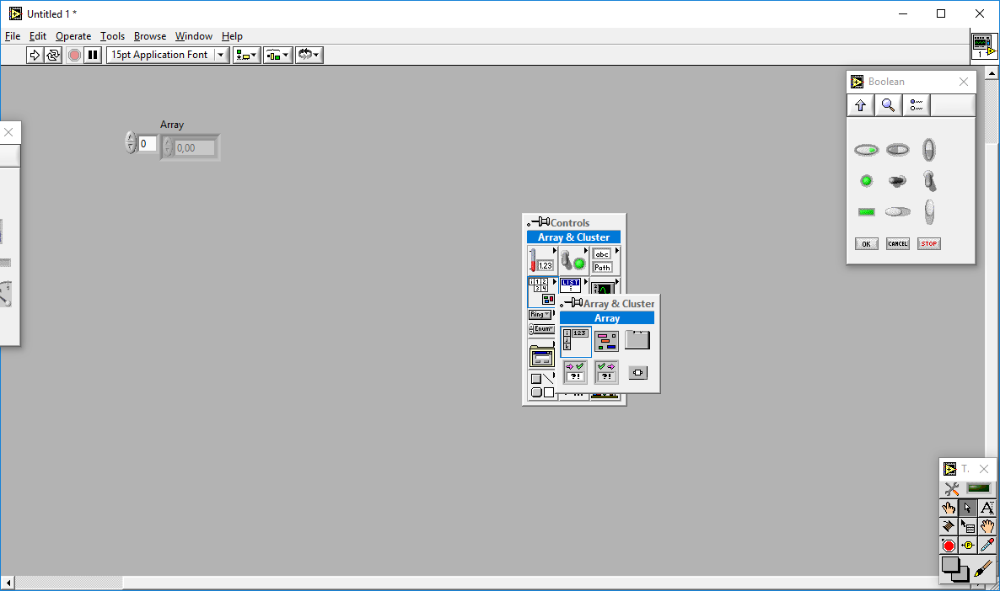 Untitled 1 *
File Edit Operate Tools Browse Window Help
15pt Application Font
1
Boolean
Array
0
0,00
OK
CANCEL
STOP
Controls
Array & Cluster
1.23
abc
Path
1 2
3 4
LIST
Ring
Enum
Array & Cluster
Array
i
j
k
123
?!
?!
T.
A
P